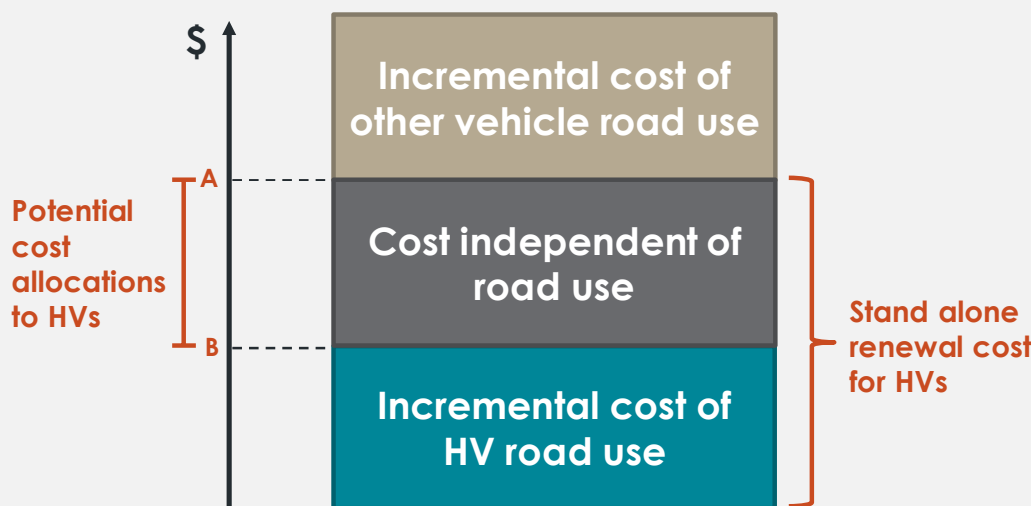 $
Incremental cost of
other vehicle road use
A
Potential
cost
allocations
to HVs
Cost independent of
road use
B
Stand alone
renewal cost
for HVs
Incremental cost of
HV road use